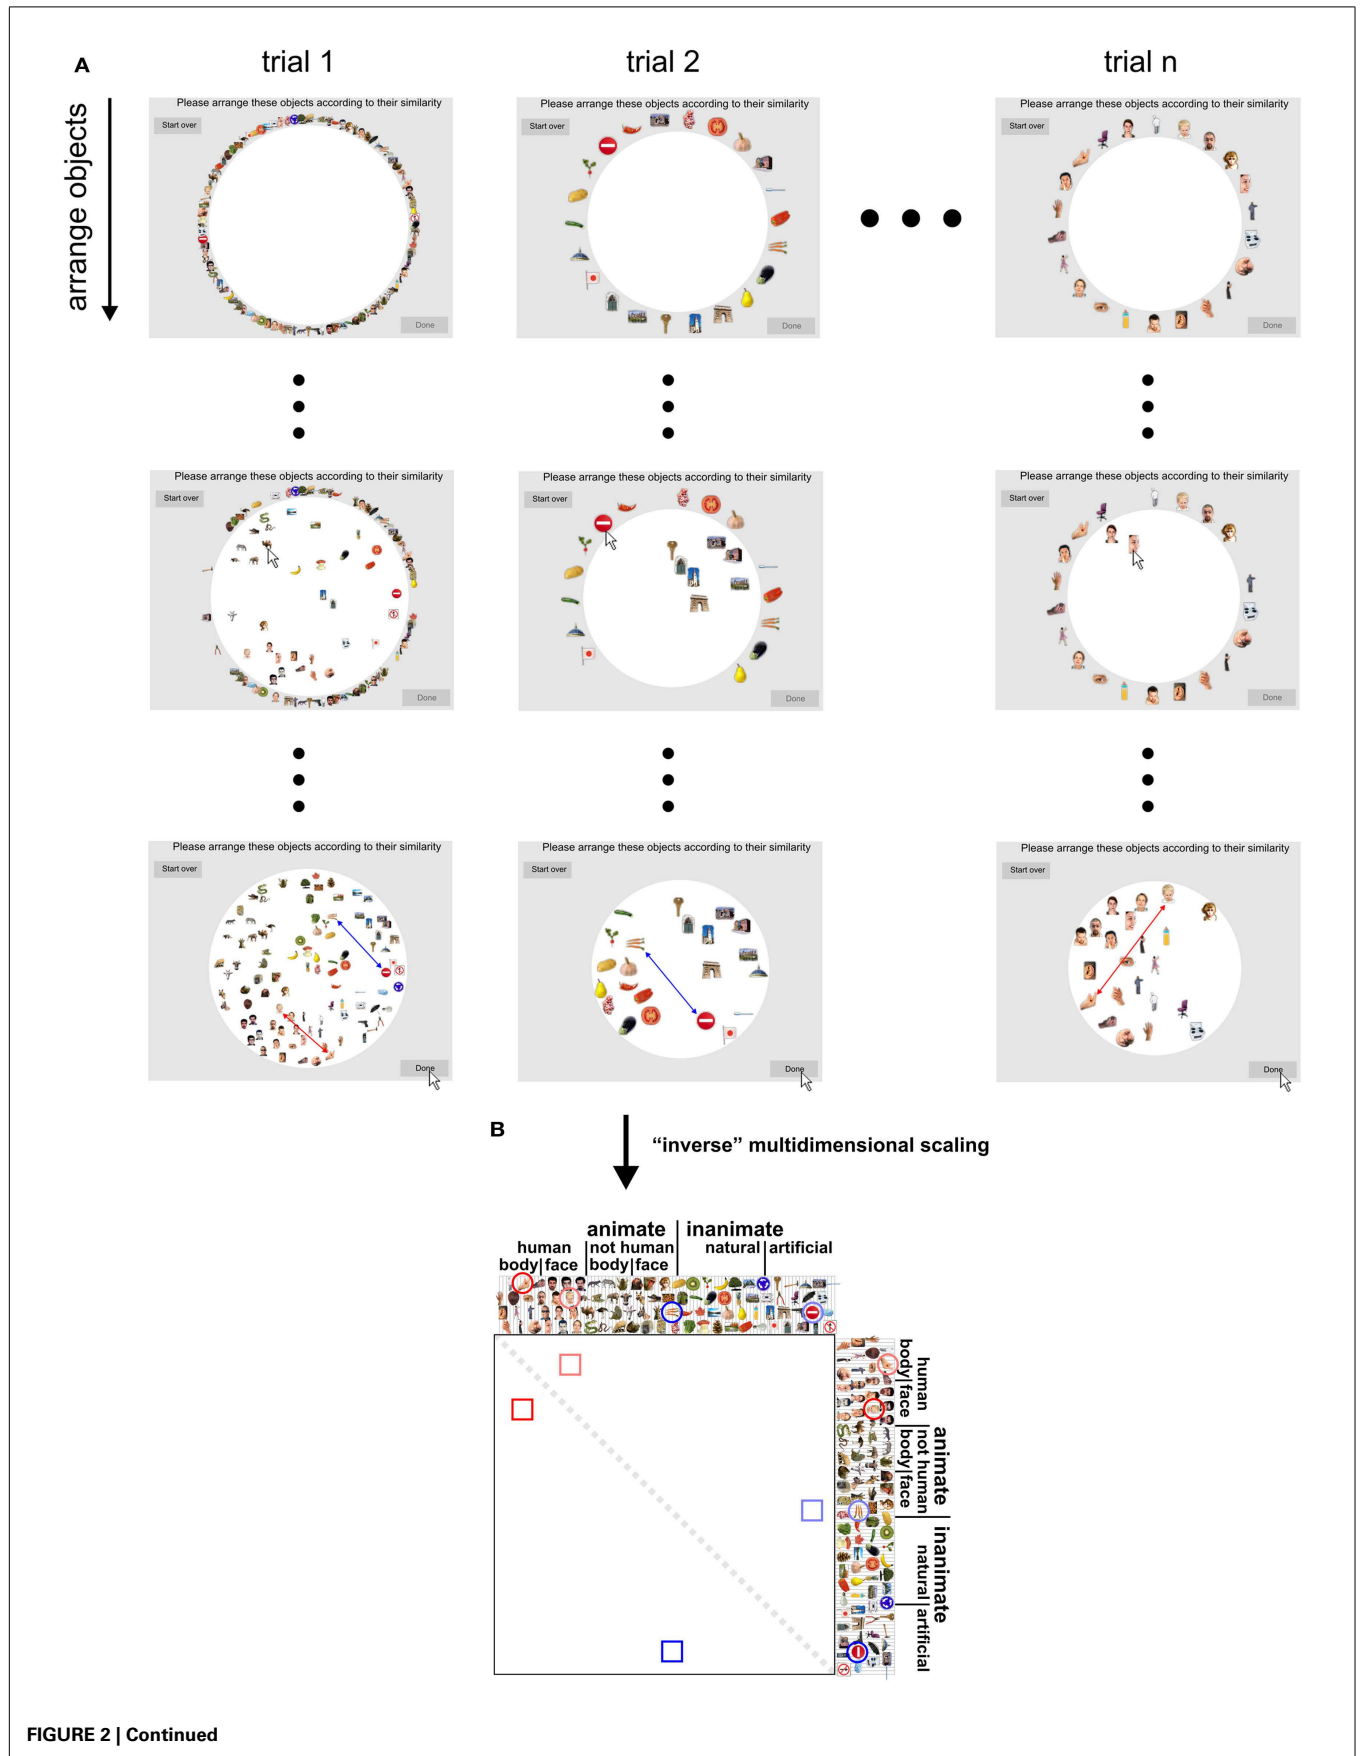 A
trial 1
trial 2
trial n
arrange objects
Please arrange these objects according to their similarity
Start over
Done
Please arrange these objects according to their similarity
Start over
Done
Please arrange these objects according to their similarity
Start over
Done
Please arrange these objects according to their similarity
Start over
Done
Please arrange these objects according to their similarity
Start over
Done
Please arrange these objects according to their similarity
Start over
Done
Please arrange these objects according to their similarity
Start over
Done
Please arrange these objects according to their similarity
Start over
Done
Please arrange these objects according to their similarity
Start over
Done
B
“inverse” multidimensional scaling
animate | inanimate
human | not human natural | artificial
body | face body | face
human
body | face
animate
not human
body | face
inanimate
natural | artificial
FIGURE 2 | Continued